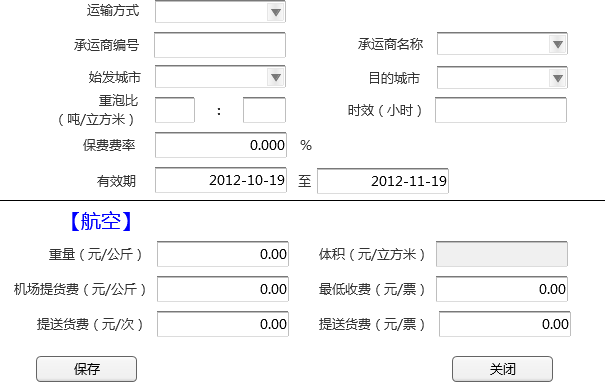 运输方式
承运商编号 承运商名称
始发城市 目的城市
重泡比
（吨/立方米） : 时效（小时）
保费费率 0.000 %
有效期 2012-10-19 至 2012-11-19
【航空】
重量（元/公斤） 0.00 体积（元/立方米）
机场提货费（元/公斤） 0.00 最低收费（元/票） 0.00
提送货费（元/次） 0.00 提送货费（元/票） 0.00
保存 关闭